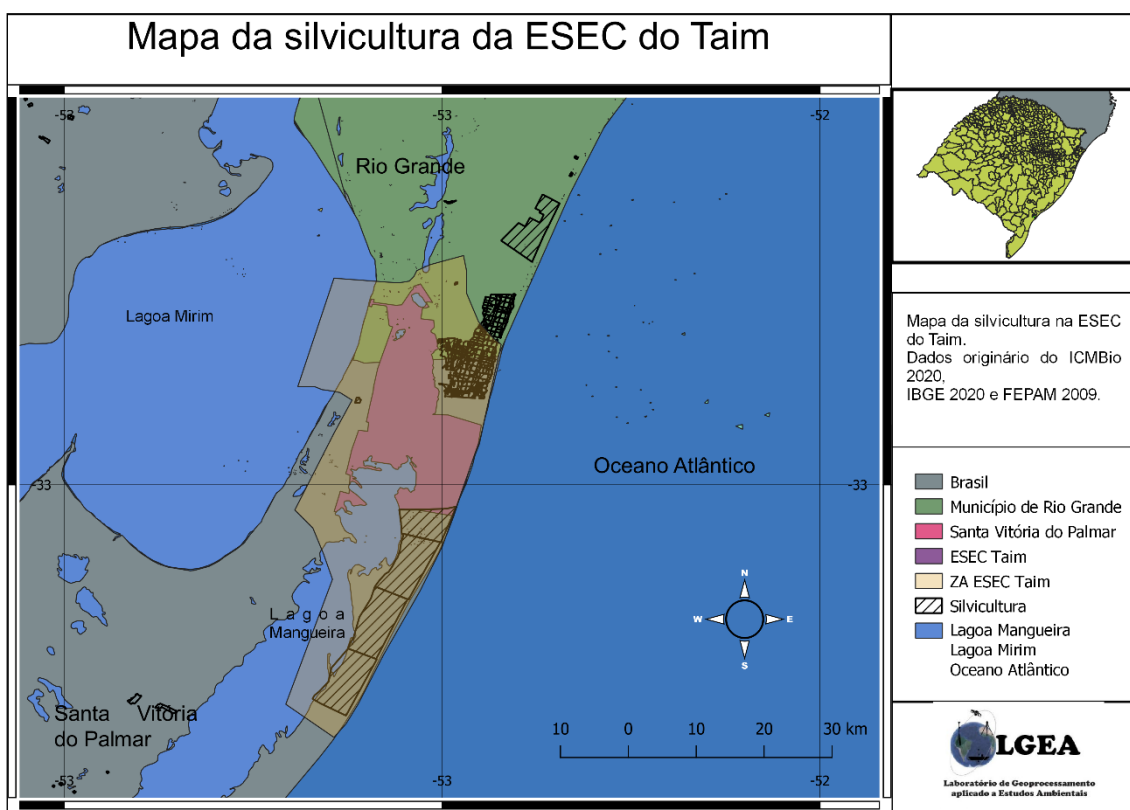 Mapa da silvicultura da ESEC do Taim
-53
-53
-52
Rio Grande
Lagoa Mirim
Oceano Atlântico
-33
-33
Lagoa
Mangueira
Santa Vitória
do Palmar
N
W
E
S
10 0 10 20 30 km
-53
-53
-52
Mapa da silvicultura na ESEC
do Taim.
Dados originário do ICMBio
2020,
IBGE 2020 e FEPAM 2009.
Brasil
Município de Rio Grande
Santa Vitória do Palmar
ESEC Taim
ZA ESEC Taim
Silvicultura
Lagoa Mangueira
Lagoa Mirim
Oceano Atlântico
LGEA
Laboratório de Geoprocessamento
aplicado a Estudos Ambientais